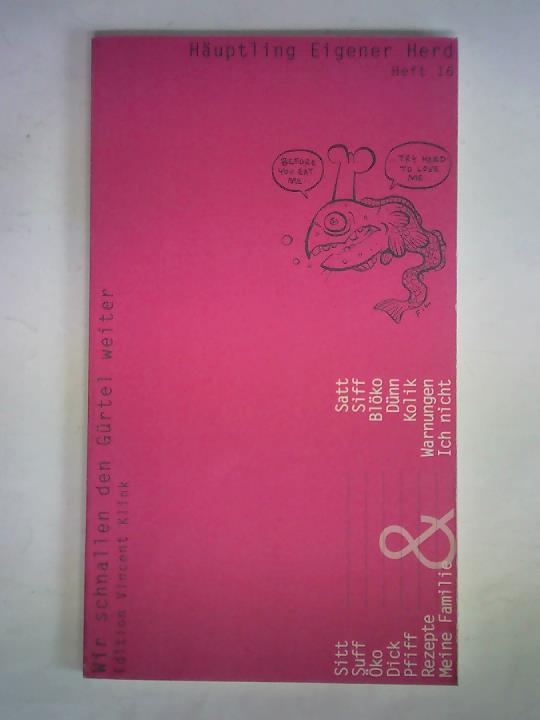 Häuptling Eigener Herd
Heft 16
BEFORE
YOU EAT
ME
...TRY HARD
TO LOVE
ME
Wir schnallen den Gürtel weiter
Edition Vincent Klink
Sitt Satt
Suff Siff
Öko Blöko
Dick Dünn
Pfiff Kolik
Rezepte & Warnungen
Meine Familie Ich nicht